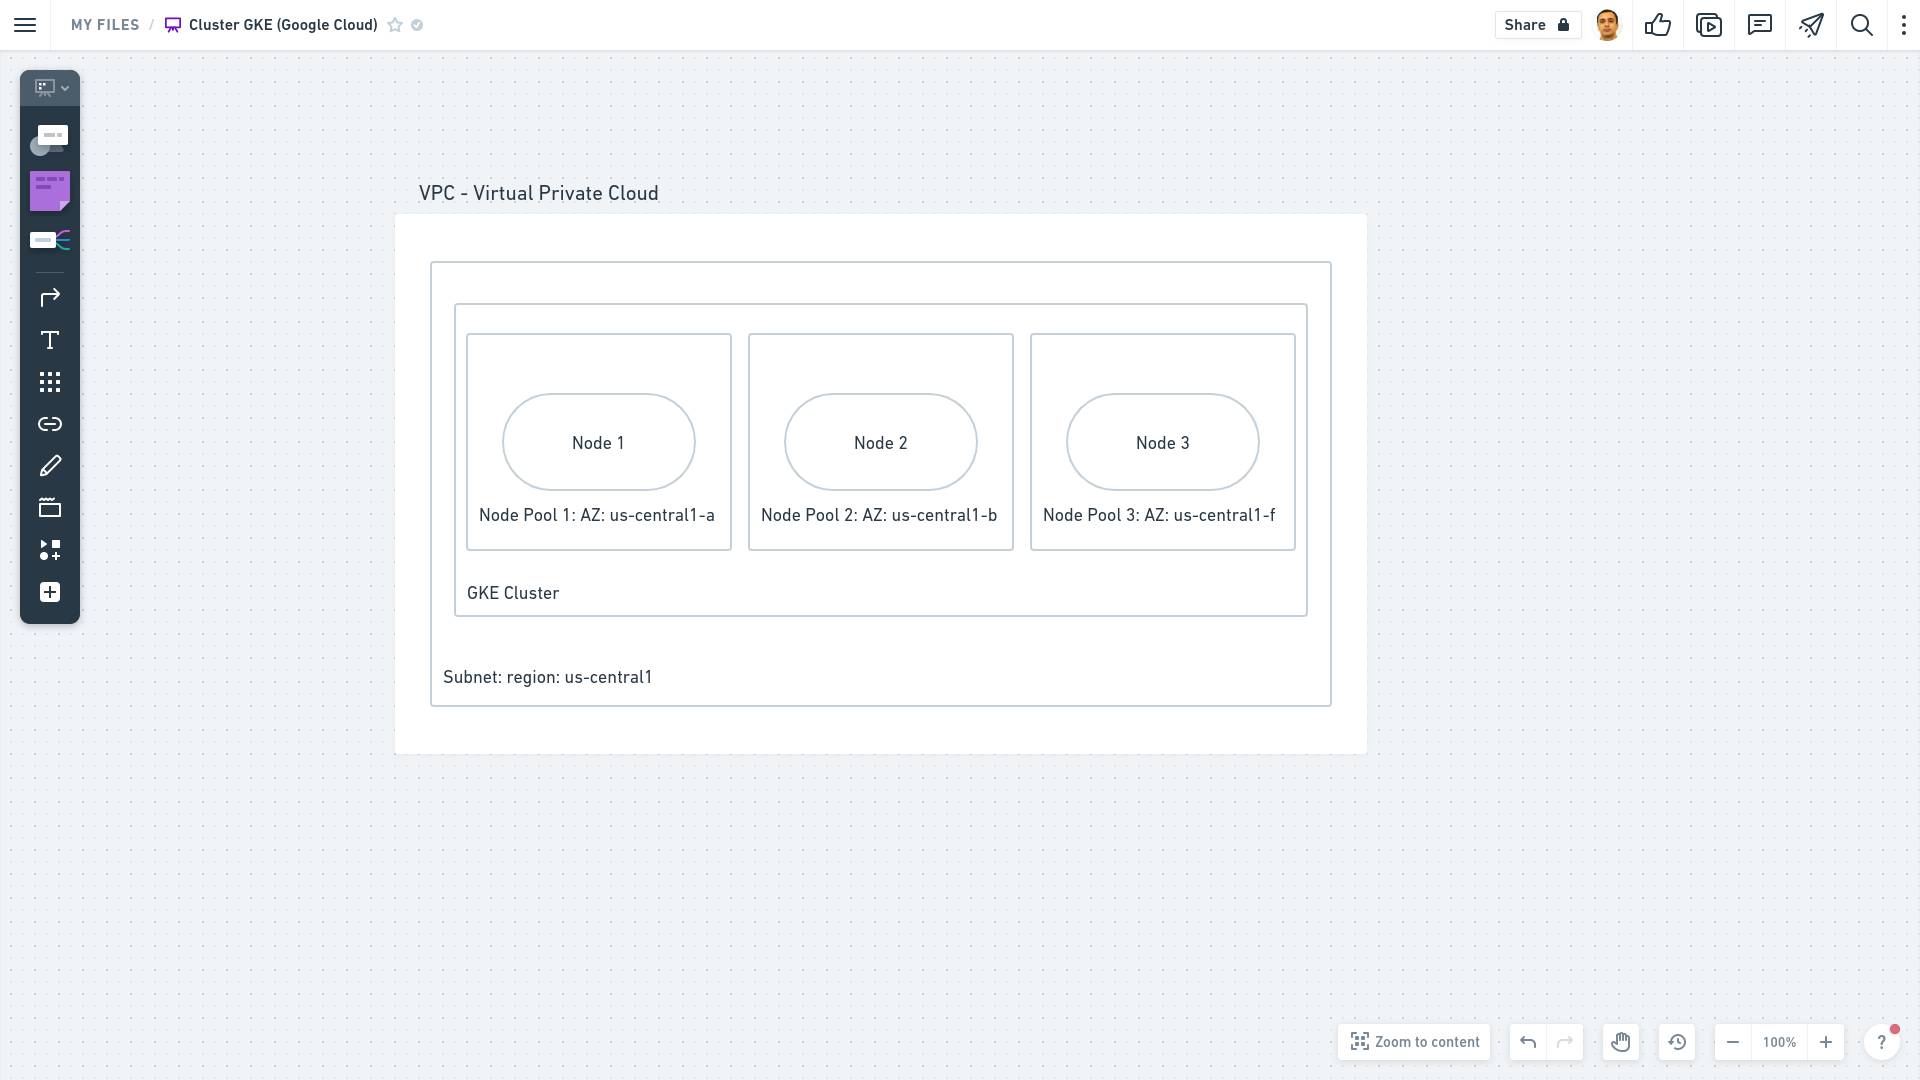 MY FILES / Cluster GKE (Google Cloud)
Share
VPC - Virtual Private Cloud
Node 1
Node 2
Node 3
Node Pool 1: AZ: us-central1-a
Node Pool 2: AZ: us-central1-b
Node Pool 3: AZ: us-central1-f
GKE Cluster
Subnet: region: us-central1
Zoom to content
100%
?